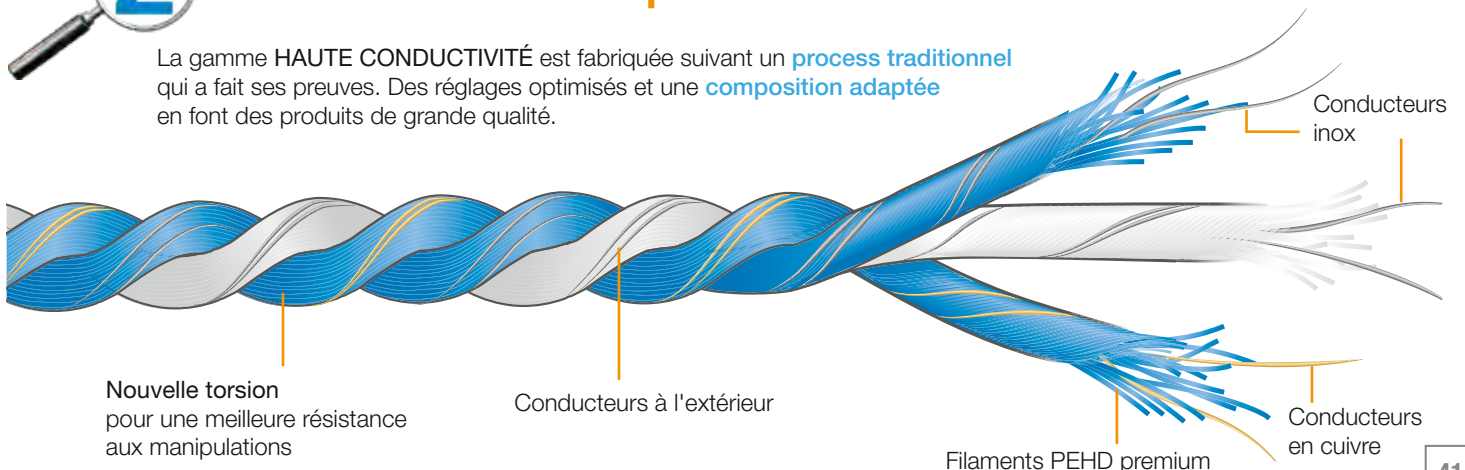 La gamme HAUTE CONDUCTIVITÉ est fabriquée suivant un process traditionnel
qui a fait ses preuves. Des réglages optimisés et une composition adaptée
en font des produits de grande qualité.
Conducteurs
inox
Nouvelle torsion
pour une meilleure résistance
aux manipulations
Conducteurs à l'extérieur
Filaments PEHD premium
Conducteurs
en cuivre
41